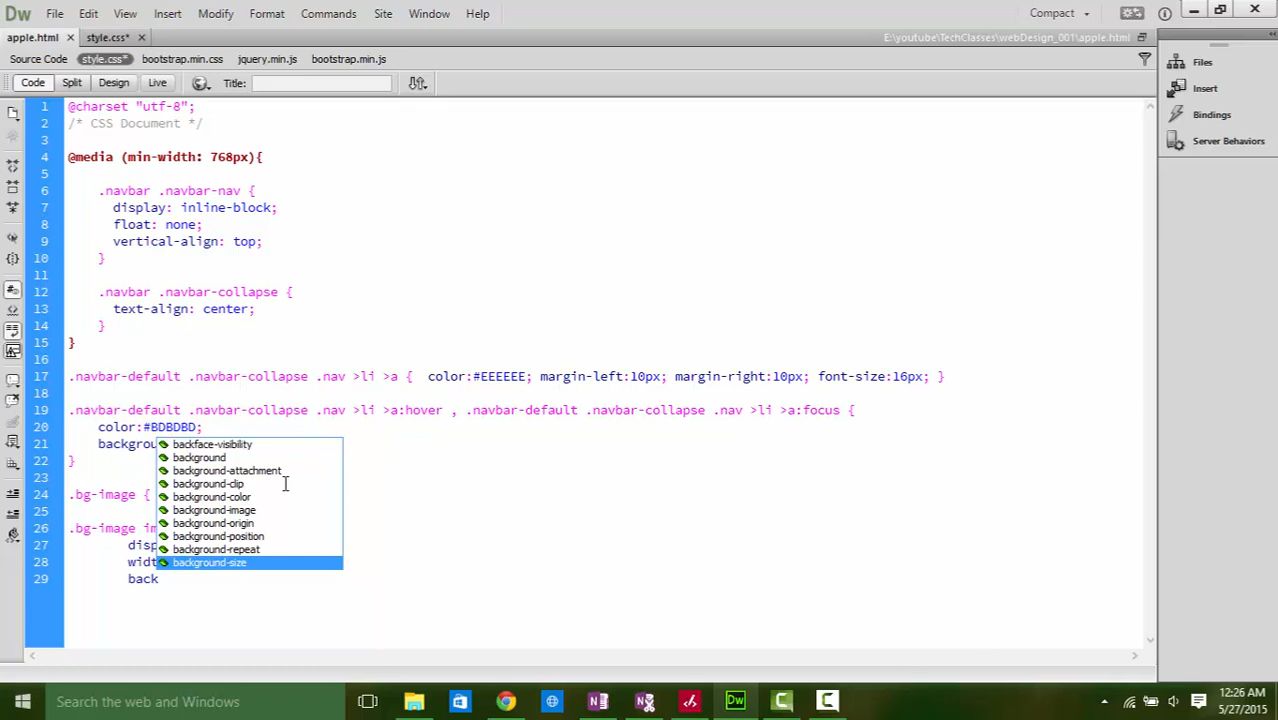 Dw File Edit View Insert Modify Format Commands Site Window Help Compact
apple.html style.css* E:\youtube\TechClasses\webDesign_001\apple.html
Source Code style.css* bootstrap.min.css jquery.min.js bootstrap.min.js
Code Split Design Live Title:
Files
Insert
Bindings
Server Behaviors
1 @charset "utf-8";
2 /* CSS Document */
3
4 @media (min-width: 768px){
5
6 .navbar .navbar-nav {
7 display: inline-block;
8 float: none;
9 vertical-align: top;
10 }
11
12 .navbar .navbar-collapse {
13 text-align: center;
14 }
15 }
16
17 .navbar-default .navbar-collapse .nav >li >a { color:#EEEEEE; margin-left:10px; margin-right:10px; font-size:16px; }
18
19 .navbar-default .navbar-collapse .nav >li >a:hover , .navbar-default .navbar-collapse .nav >li >a:focus {
20 color:#BDBDBD;
21 backgrou
22 }
23
24 .bg-image {
25
26 .bg-image im
27 disp
28 widt
29 back
backface-visibility
background
background-attachment
background-clip
background-color
background-image
background-origin
background-position
background-repeat
background-size
Search the web and Windows
Dw
12:26 AM
5/27/2015